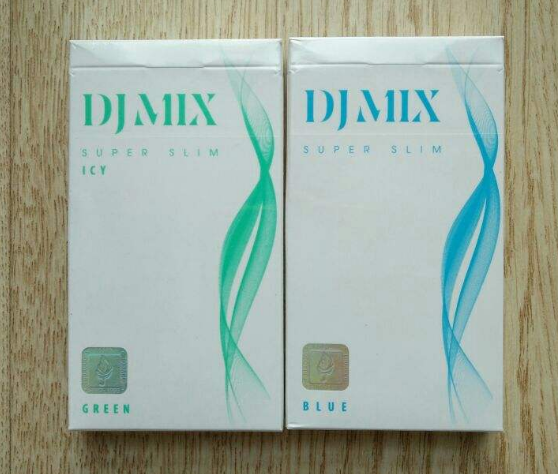 DJ MIX
SUPER SLIM
ICY
GREEN
DJ MIX
SUPER SLIM
BLUE